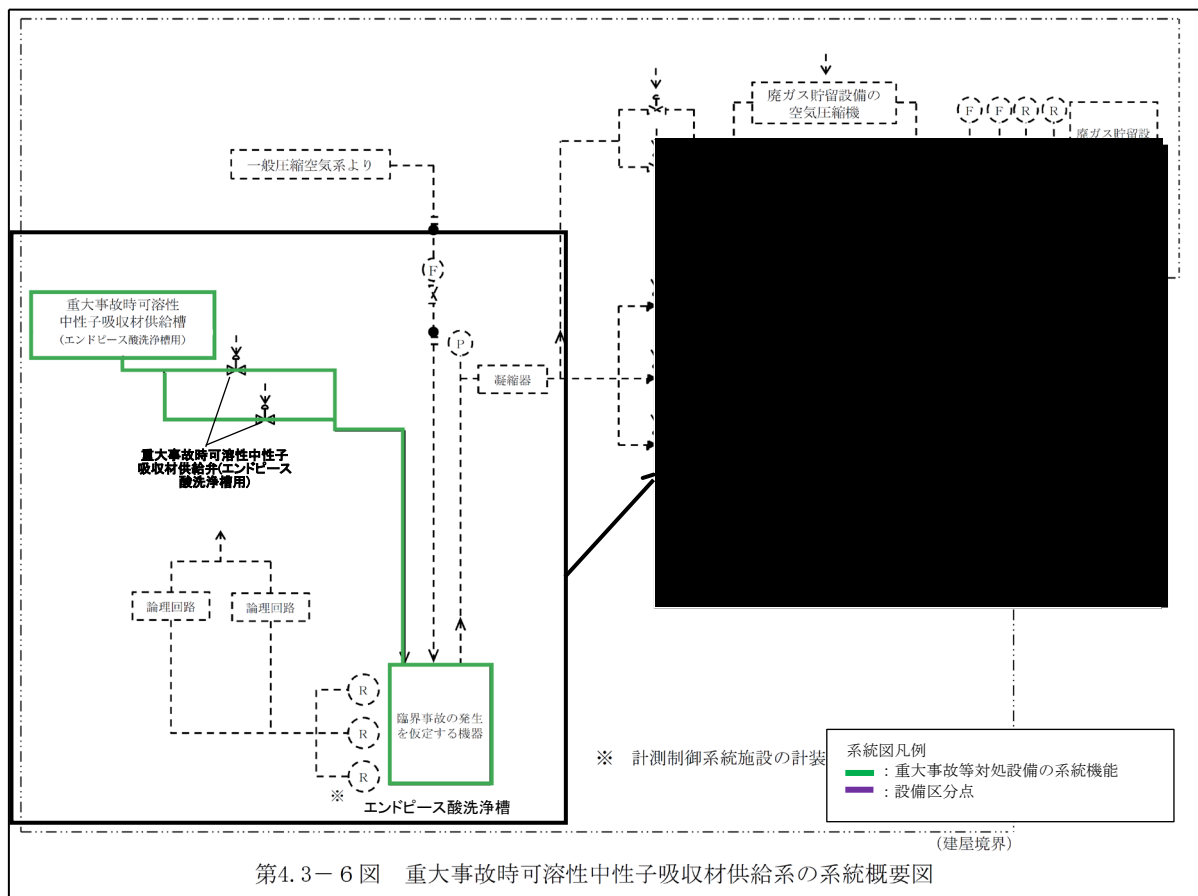 廃ガス貯留設備の
空気圧縮機
F
F
R
R
廃ガス貯留設
一般圧縮空気系より
F
重大事故時可溶性
中性子吸収材供給槽
(エンドピース酸洗浄槽用)
P
凝縮器
重大事故時可溶性中性子
吸収材供給弁(エンドピース
酸洗浄槽用)
論理回路
論理回路
R
R
R
臨界事故の発生
を仮定する機器
※
エンドピース酸洗浄槽
※ 計測制御系統施設の計装
系統図凡例
:重大事故等対処設備の系統機能
:設備区分点
(建屋境界)
第4.3-6図 重大事故時可溶性中性子吸収材供給系の系統概要図